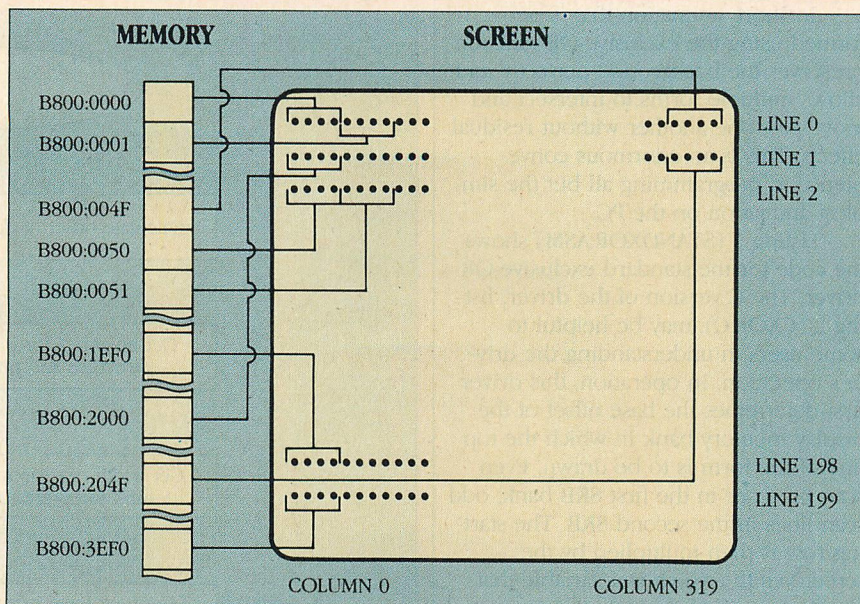 MEMORY
SCREEN
B800:0000
B800:0001
B800:004F
B800:0050
B800:0051
B800:1EF0
B800:2000
B800:204F
B800:3EF0
LINE 0
LINE 1
LINE 2
LINE 198
LINE 199
COLUMN 0
COLUMN 319